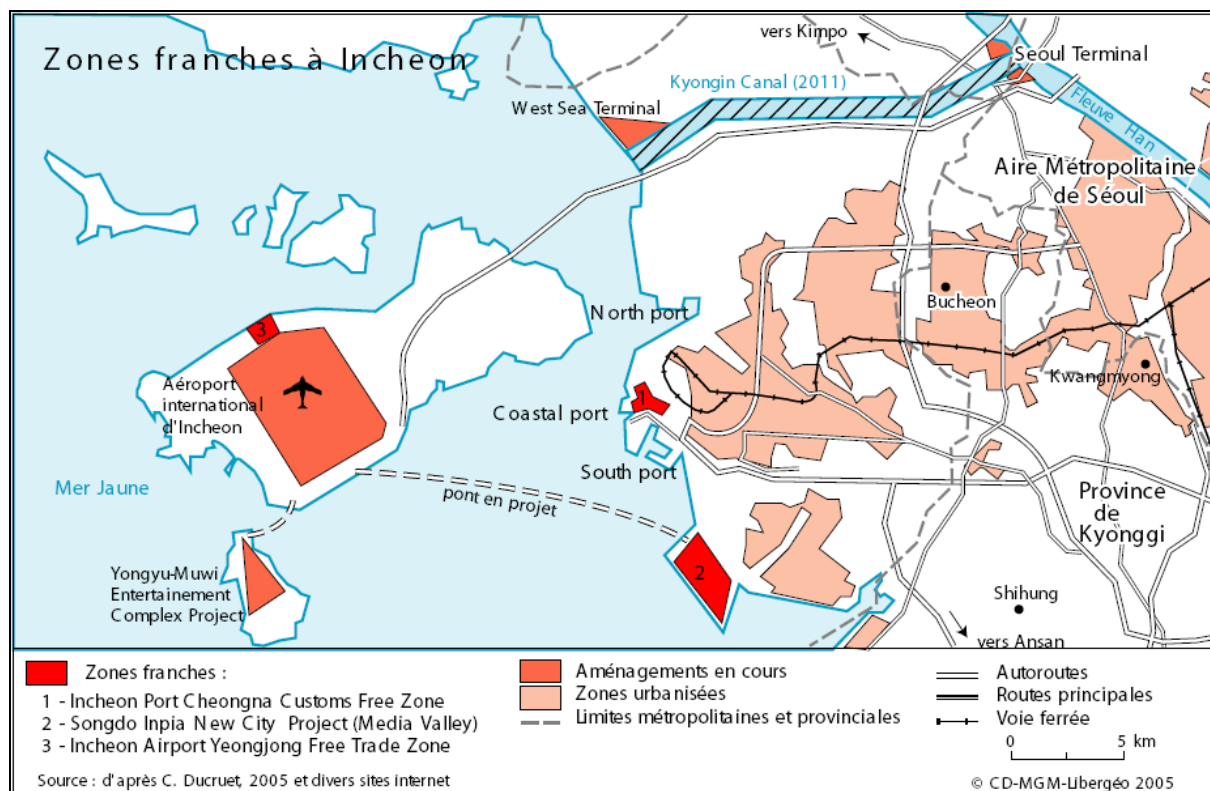 Zones franches à Incheon
vers Kimpo
Seoul Terminal
Kyongin Canal (2011)
West Sea Terminal
Fleuve Han
Aire Métropolitaine
de Séoul
North port
Bucheon
3
Aéroport
international
d'Incheon
Kwangmyong
1
Coastal port
South port
Mer Jaune
pont en projet
Province
de
Kyonggi
2
Yongyu-Muwi
Entertainement
Complex Project
Shihung
vers Ansan
Zones franches :
1 - Incheon Port Cheongna Customs Free Zone
2 - Songdo Inpia New City Project (Media Valley)
3 - Incheon Airport Yeongjong Free Trade Zone
Aménagements en cours
Zones urbanisées
Limites métropolitaines et provinciales
Autoroutes
Routes principales
Voie ferrée
0 5 km
Source : d'après C. Ducruet, 2005 et divers sites internet
© CD-MGM-Libergéo 2005